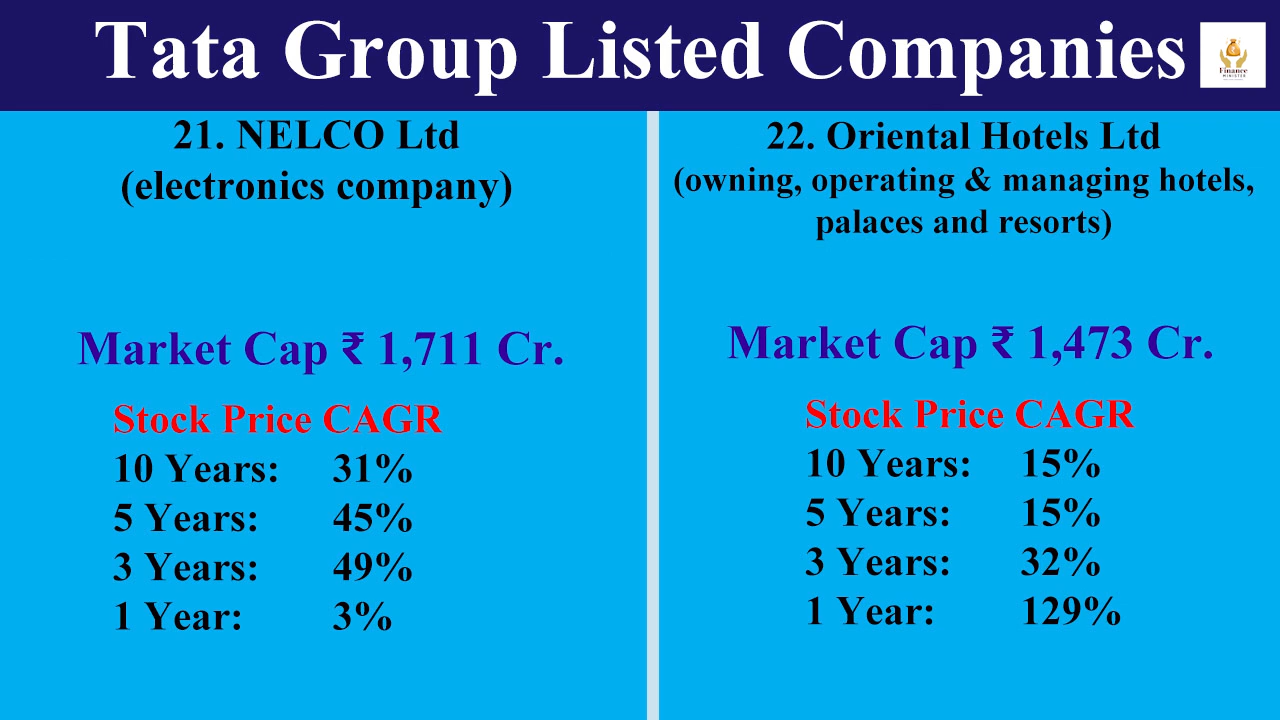 Tata Group Listed Companies
Finance
MINISTER
21. NELCO Ltd
(electronics company)
Market Cap ₹ 1,711 Cr.
Stock Price CAGR
10 Years: 31%
5 Years: 45%
3 Years: 49%
1 Year: 3%
22. Oriental Hotels Ltd
(owning, operating & managing hotels,
palaces and resorts)
Market Cap ₹ 1,473 Cr.
Stock Price CAGR
10 Years: 15%
5 Years: 15%
3 Years: 32%
1 Year: 129%